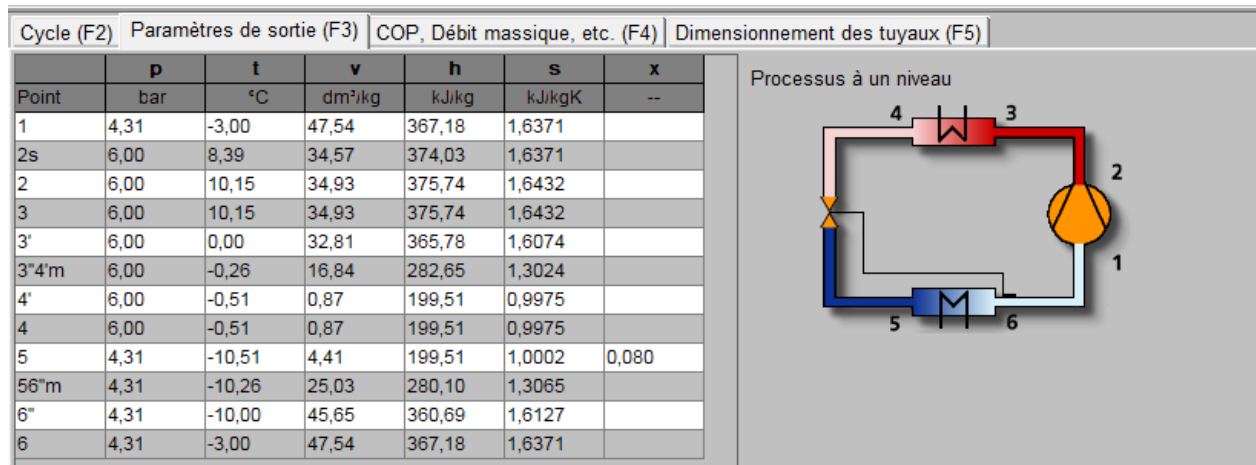 Cycle (F2) Paramètres de sortie (F3) COP, Débit massique, etc. (F4) Dimensionnement des tuyaux (F5)
p t v h s x
Point bar °C dm³/kg kJ/kg kJ/kgK --
1 4,31 -3,00 47,54 367,18 1,6371
2s 6,00 8,39 34,57 374,03 1,6371
2 6,00 10,15 34,93 375,74 1,6432
3 6,00 10,15 34,93 375,74 1,6432
3' 6,00 0,00 32,81 365,78 1,6074
3"4'm 6,00 -0,26 16,84 282,65 1,3024
4' 6,00 -0,51 0,87 199,51 0,9975
4 6,00 -0,51 0,87 199,51 0,9975
5 4,31 -10,51 4,41 199,51 1,0002 0,080
56"m 4,31 -10,26 25,03 280,10 1,3065
6" 4,31 -10,00 45,65 360,69 1,6127
6 4,31 -3,00 47,54 367,18 1,6371
Processus à un niveau
4 3
2
1
5 6